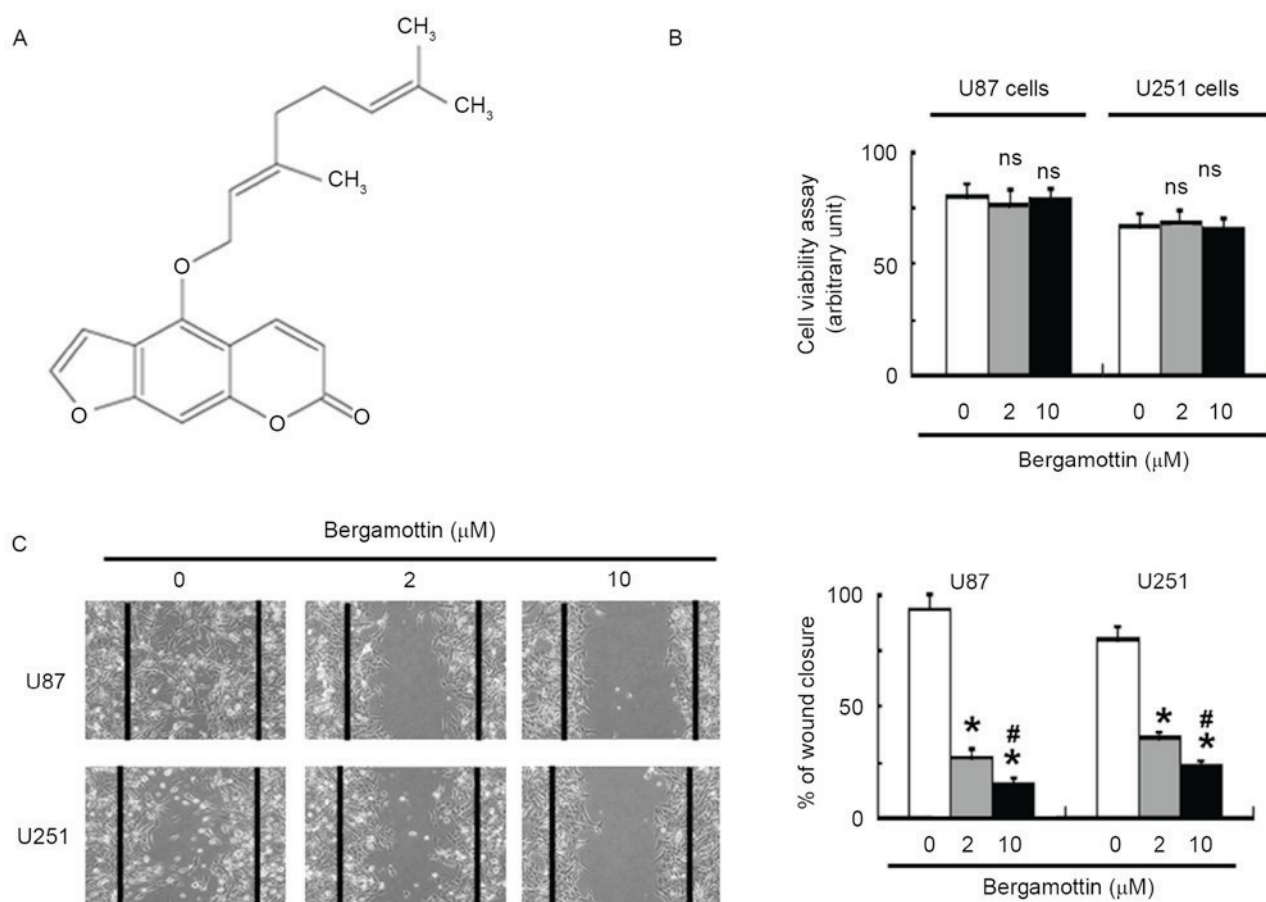 A
CH3
CH3
CH3
O
O
O
O
B
U87 cells
U251 cells
Cell viability assay
(arbitrary unit)
100
50
0
ns
ns
ns
ns
0 2 10 0 2 10
Bergamottin (μM)
C
Bergamottin (μM)
0 2 10
U87
U251
% of wound closure
100
50
0
U87
U251
* # * * # *
0 2 10 0 2 10
Bergamottin (μM)